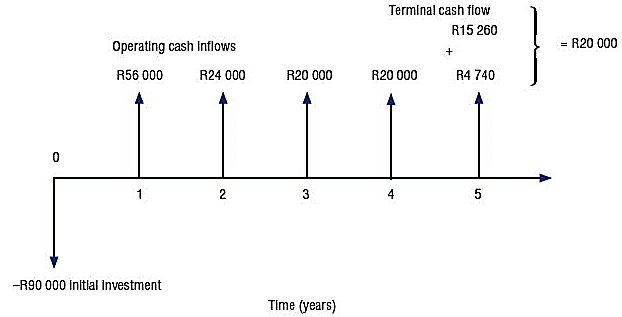 Terminal cash flow
R15 260
Operating cash inflows
+
= R20 000
R56 000 R24 000 R20 000 R20 000 R4 740
0
1 2 3 4 5
–R90 000 Initial investment
Time (years)